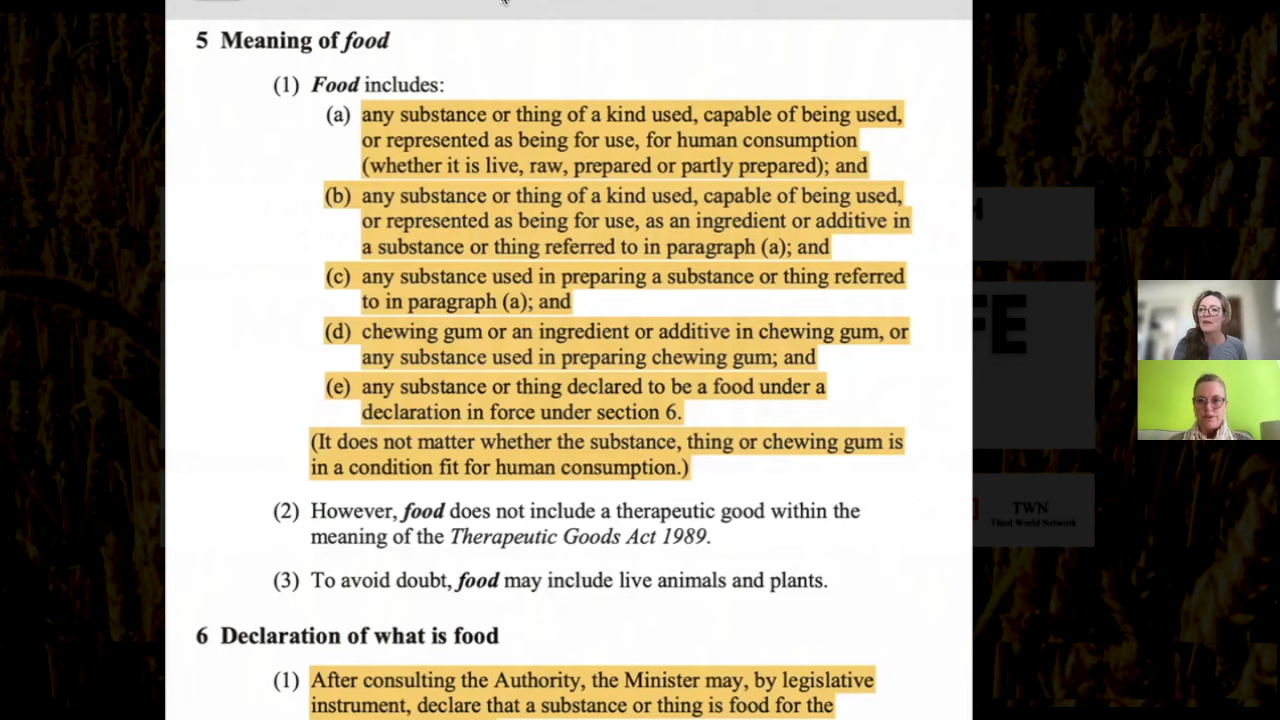 5 Meaning of food
(1) Food includes:
(a) any substance or thing of a kind used, capable of being used,
or represented as being for use, for human consumption
(whether it is live, raw, prepared or partly prepared); and
(b) any substance or thing of a kind used, capable of being used,
or represented as being for use, as an ingredient or additive in
a substance or thing referred to in paragraph (a); and
(c) any substance used in preparing a substance or thing referred
to in paragraph (a); and
(d) chewing gum or an ingredient or additive in chewing gum, or
any substance used in preparing chewing gum; and
(e) any substance or thing declared to be a food under a
declaration in force under section 6.
(It does not matter whether the substance, thing or chewing gum is
in a condition fit for human consumption.)
(2) However, food does not include a therapeutic good within the
meaning of the Therapeutic Goods Act 1989.
(3) To avoid doubt, food may include live animals and plants.
6 Declaration of what is food
(1) After consulting the Authority, the Minister may, by legislative
instrument, declare that a substance or thing is food for the
TWN
Third World Network